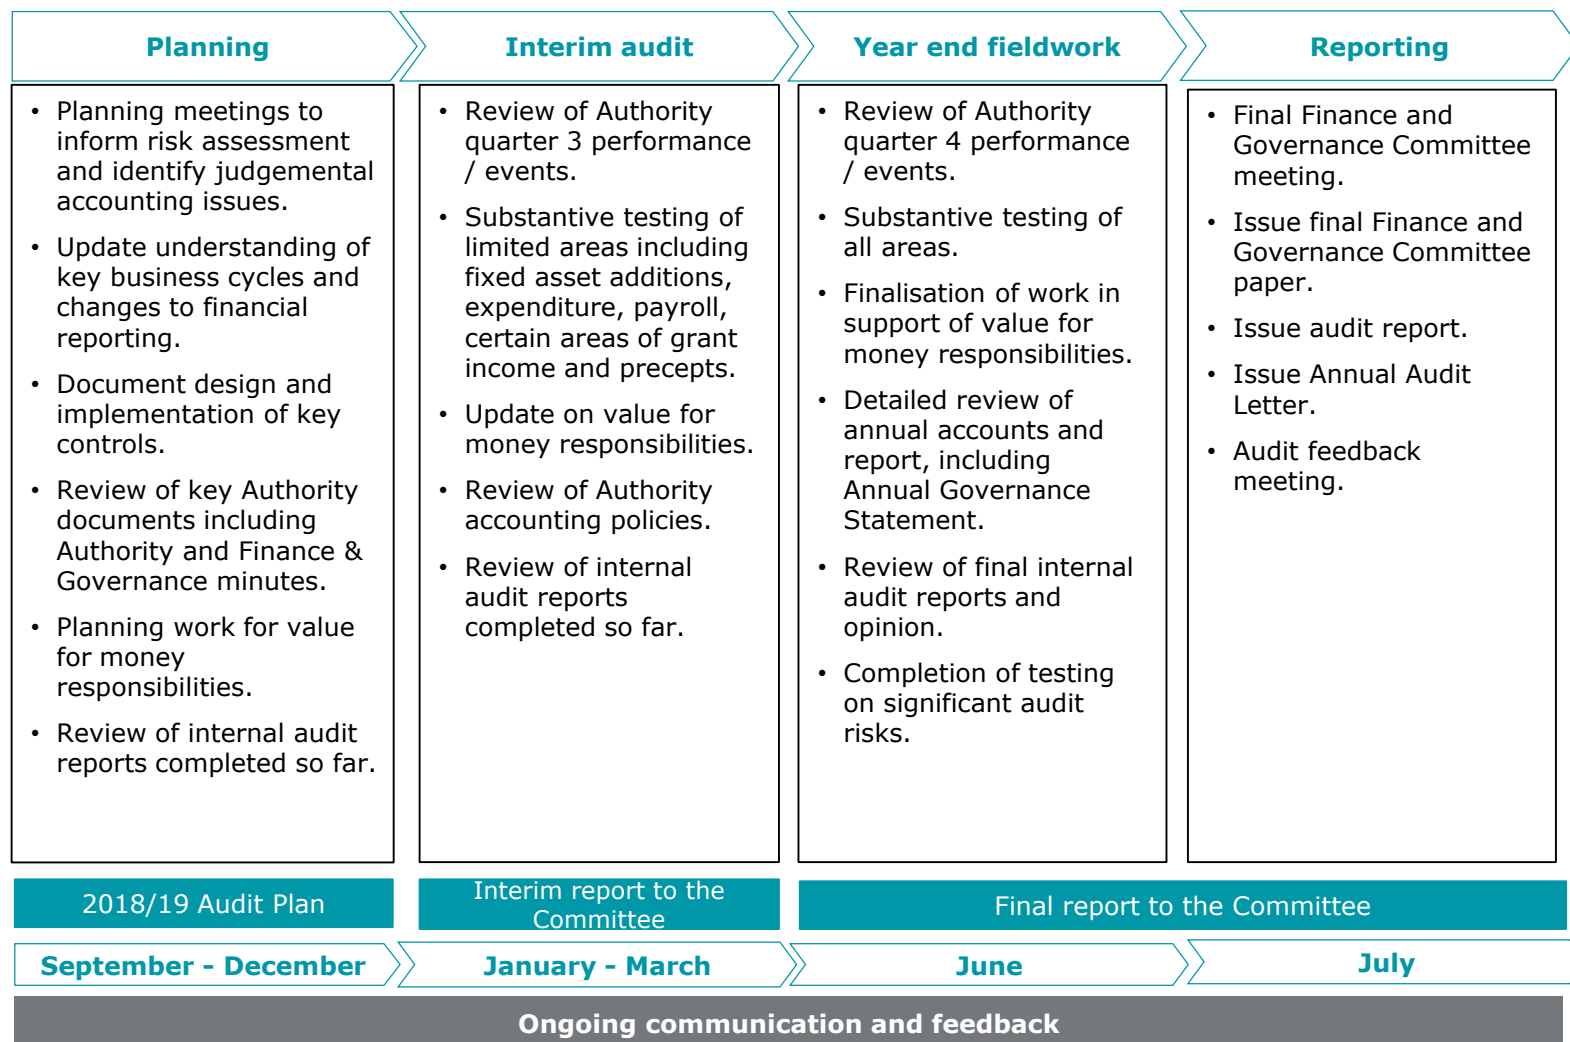 Planning
Interim audit
Year end fieldwork
Reporting
• Planning meetings to
inform risk assessment
and identify judgemental
accounting issues.
• Update understanding of
key business cycles and
changes to financial
reporting.
• Document design and
implementation of key
controls.
• Review of key Authority
documents including
Authority and Finance &
Governance minutes.
• Planning work for value
for money
responsibilities.
• Review of internal audit
reports completed so far.
• Review of Authority
quarter 3 performance
/ events.
• Substantive testing of
limited areas including
fixed asset additions,
expenditure, payroll,
certain areas of grant
income and precepts.
• Update on value for
money responsibilities.
• Review of Authority
accounting policies.
• Review of internal
audit reports
completed so far.
• Review of Authority
quarter 4 performance
/ events.
• Substantive testing of
all areas.
• Finalisation of work in
support of value for
money responsibilities.
• Detailed review of
annual accounts and
report, including
Annual Governance
Statement.
• Review of final internal
audit reports and
opinion.
• Completion of testing
on significant audit
risks.
• Final Finance and
Governance Committee
meeting.
• Issue final Finance and
Governance Committee
paper.
• Issue audit report.
• Issue Annual Audit
Letter.
• Audit feedback
meeting.
2018/19 Audit Plan
Interim report to the
Committee
Final report to the Committee
September - December
January - March
June
July
Ongoing communication and feedback